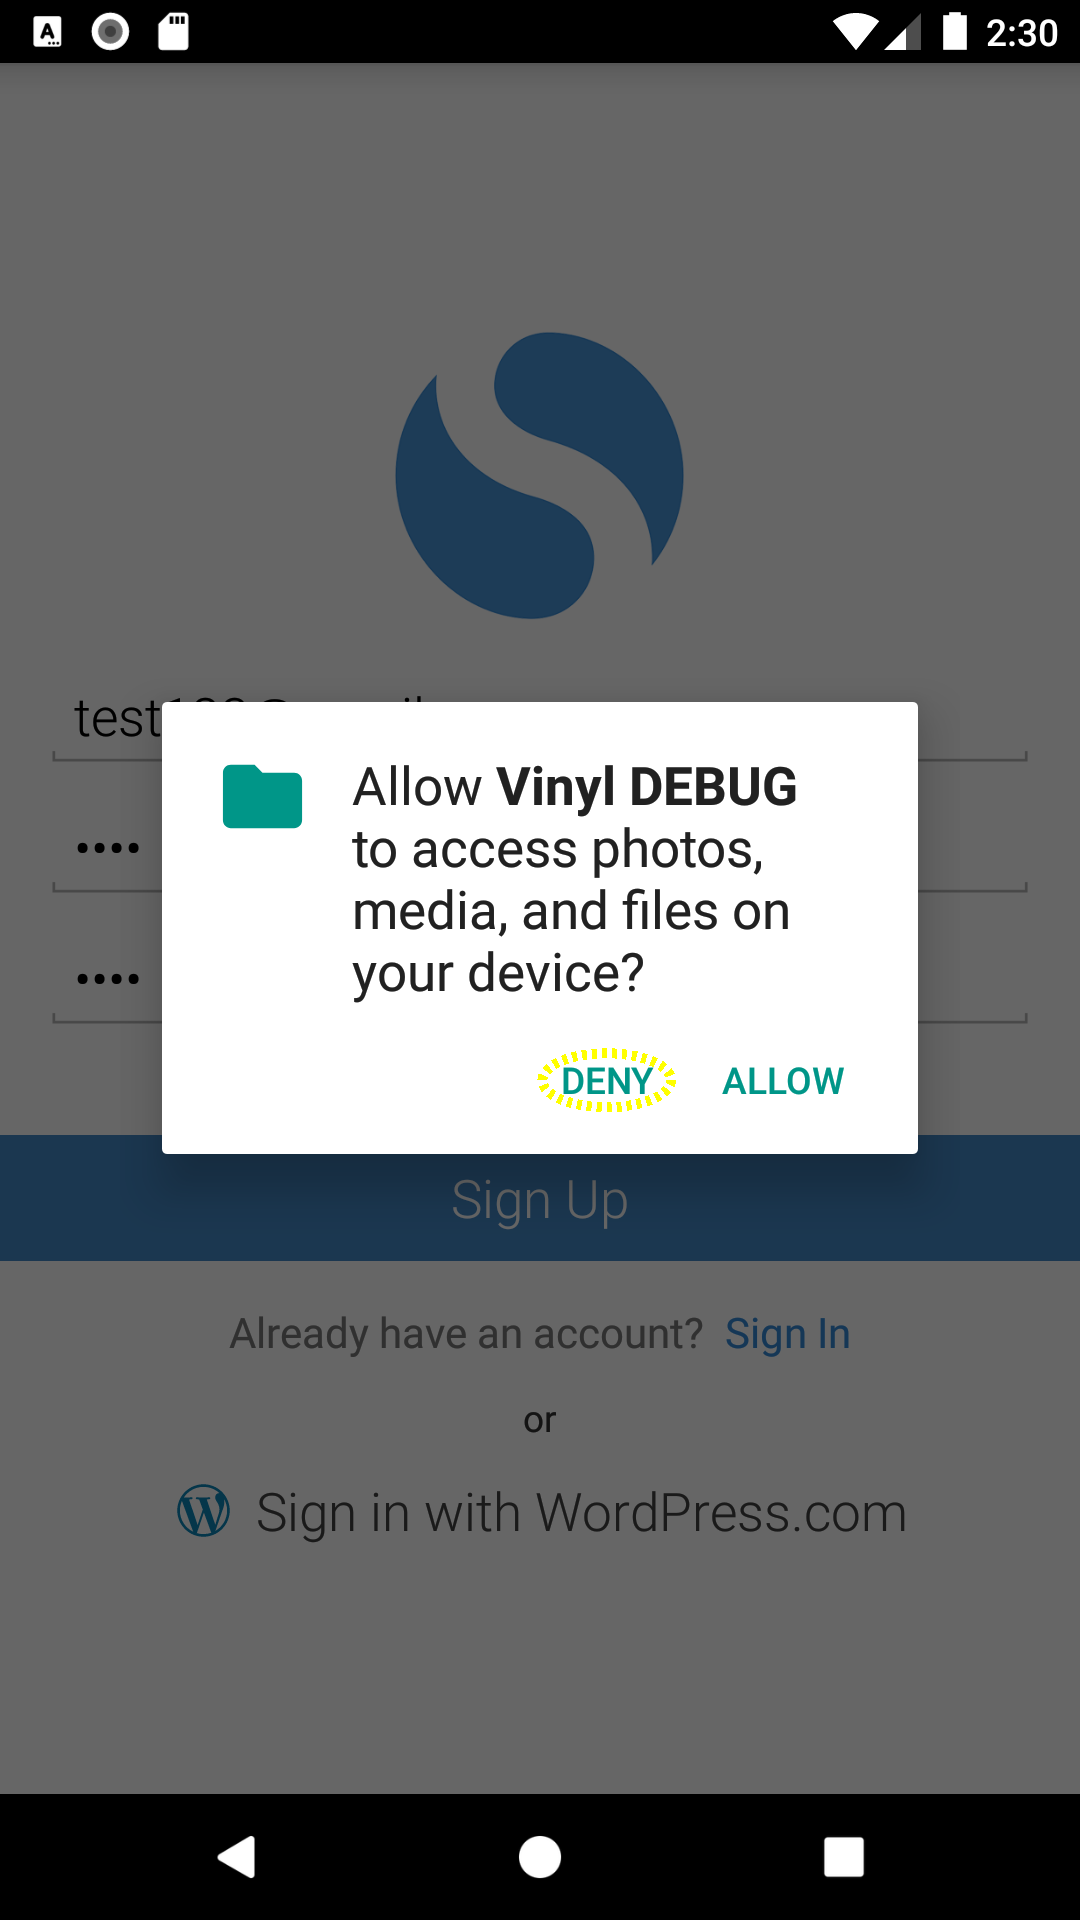 2:30
test
••••
••••
Allow Vinyl DEBUG
to access photos,
media, and files on
your device?
DENY ALLOW
Sign Up
Already have an account? Sign In
or
Sign in with WordPress.com